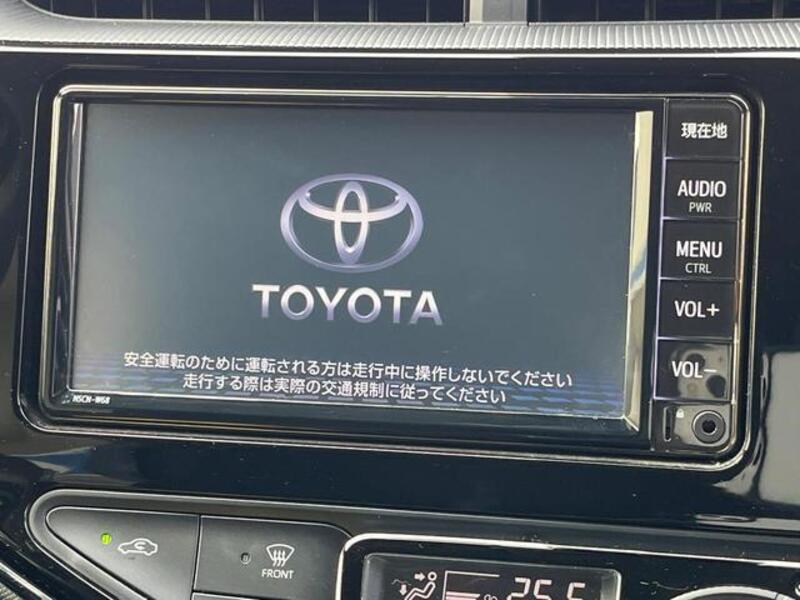 現在地
AUDIO
PWR
MENU
CTRL
VOL+
VOL-
TOYOTA
安全運転のために運転される方は走行中に操作しないでください
走行する際は実際の交通規制に従ってください
NSCN-W68
FRONT
25.5